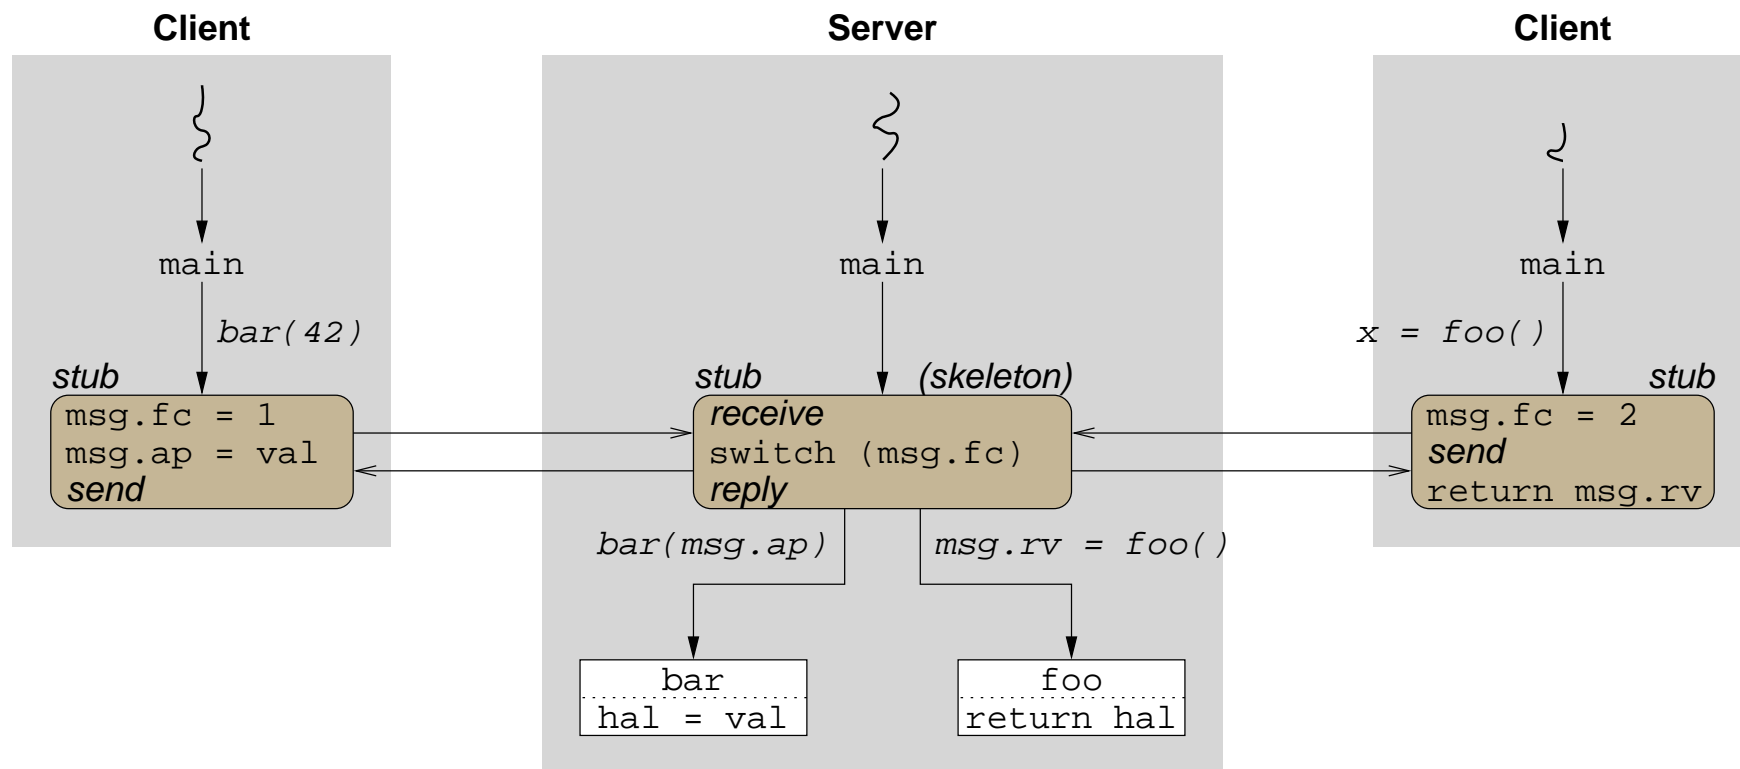 Client
Server
Client
main
main
main
bar(42)
x = foo()
stub
stub
(skeleton)
stub
msg.fc = 1
msg.ap = val
send
receive
switch (msg.fc)
reply
msg.fc = 2
send
return msg.rv
bar(msg.ap)
msg.rv = foo()
bar
hal = val
foo
return hal